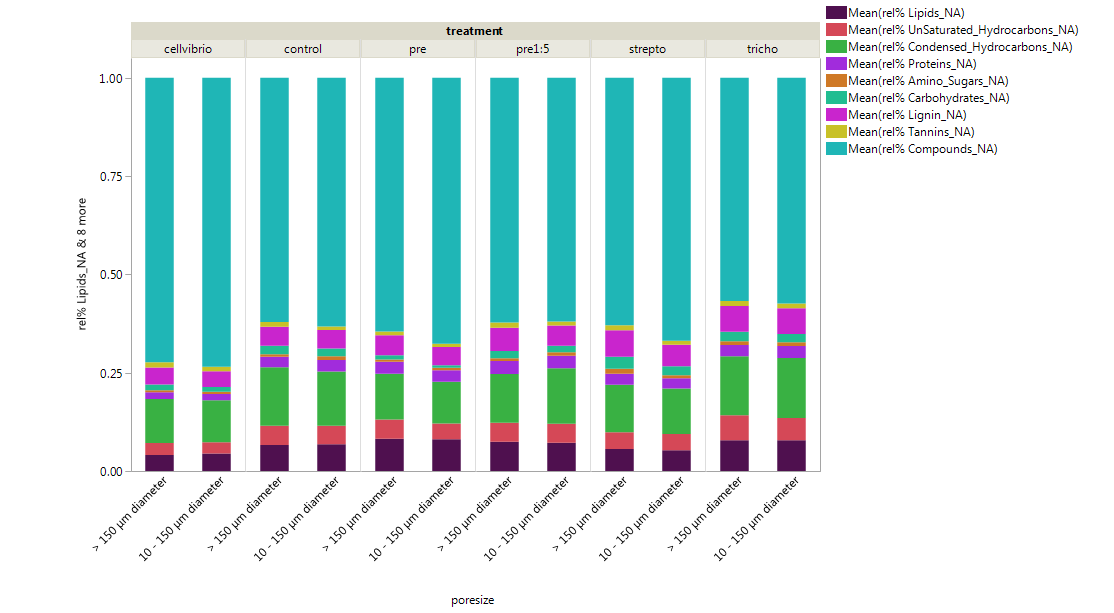 treatment
cellvibrio control pre pre1:5 strepto tricho
Mean(rel% Lipids_NA)
Mean(rel% UnSaturated_Hydrocarbons_NA)
Mean(rel% Condensed_Hydrocarbons_NA)
Mean(rel% Proteins_NA)
Mean(rel% Amino_Sugars_NA)
Mean(rel% Carbohydrates_NA)
Mean(rel% Lignin_NA)
Mean(rel% Tannins_NA)
Mean(rel% Compounds_NA)
rel% Lipids_NA & 8 more
1.00
0.75
0.50
0.25
0.00
> 150 µm diameter
10 - 150 µm diameter
> 150 µm diameter
10 - 150 µm diameter
> 150 µm diameter
10 - 150 µm diameter
> 150 µm diameter
10 - 150 µm diameter
> 150 µm diameter
10 - 150 µm diameter
> 150 µm diameter
10 - 150 µm diameter
poresize